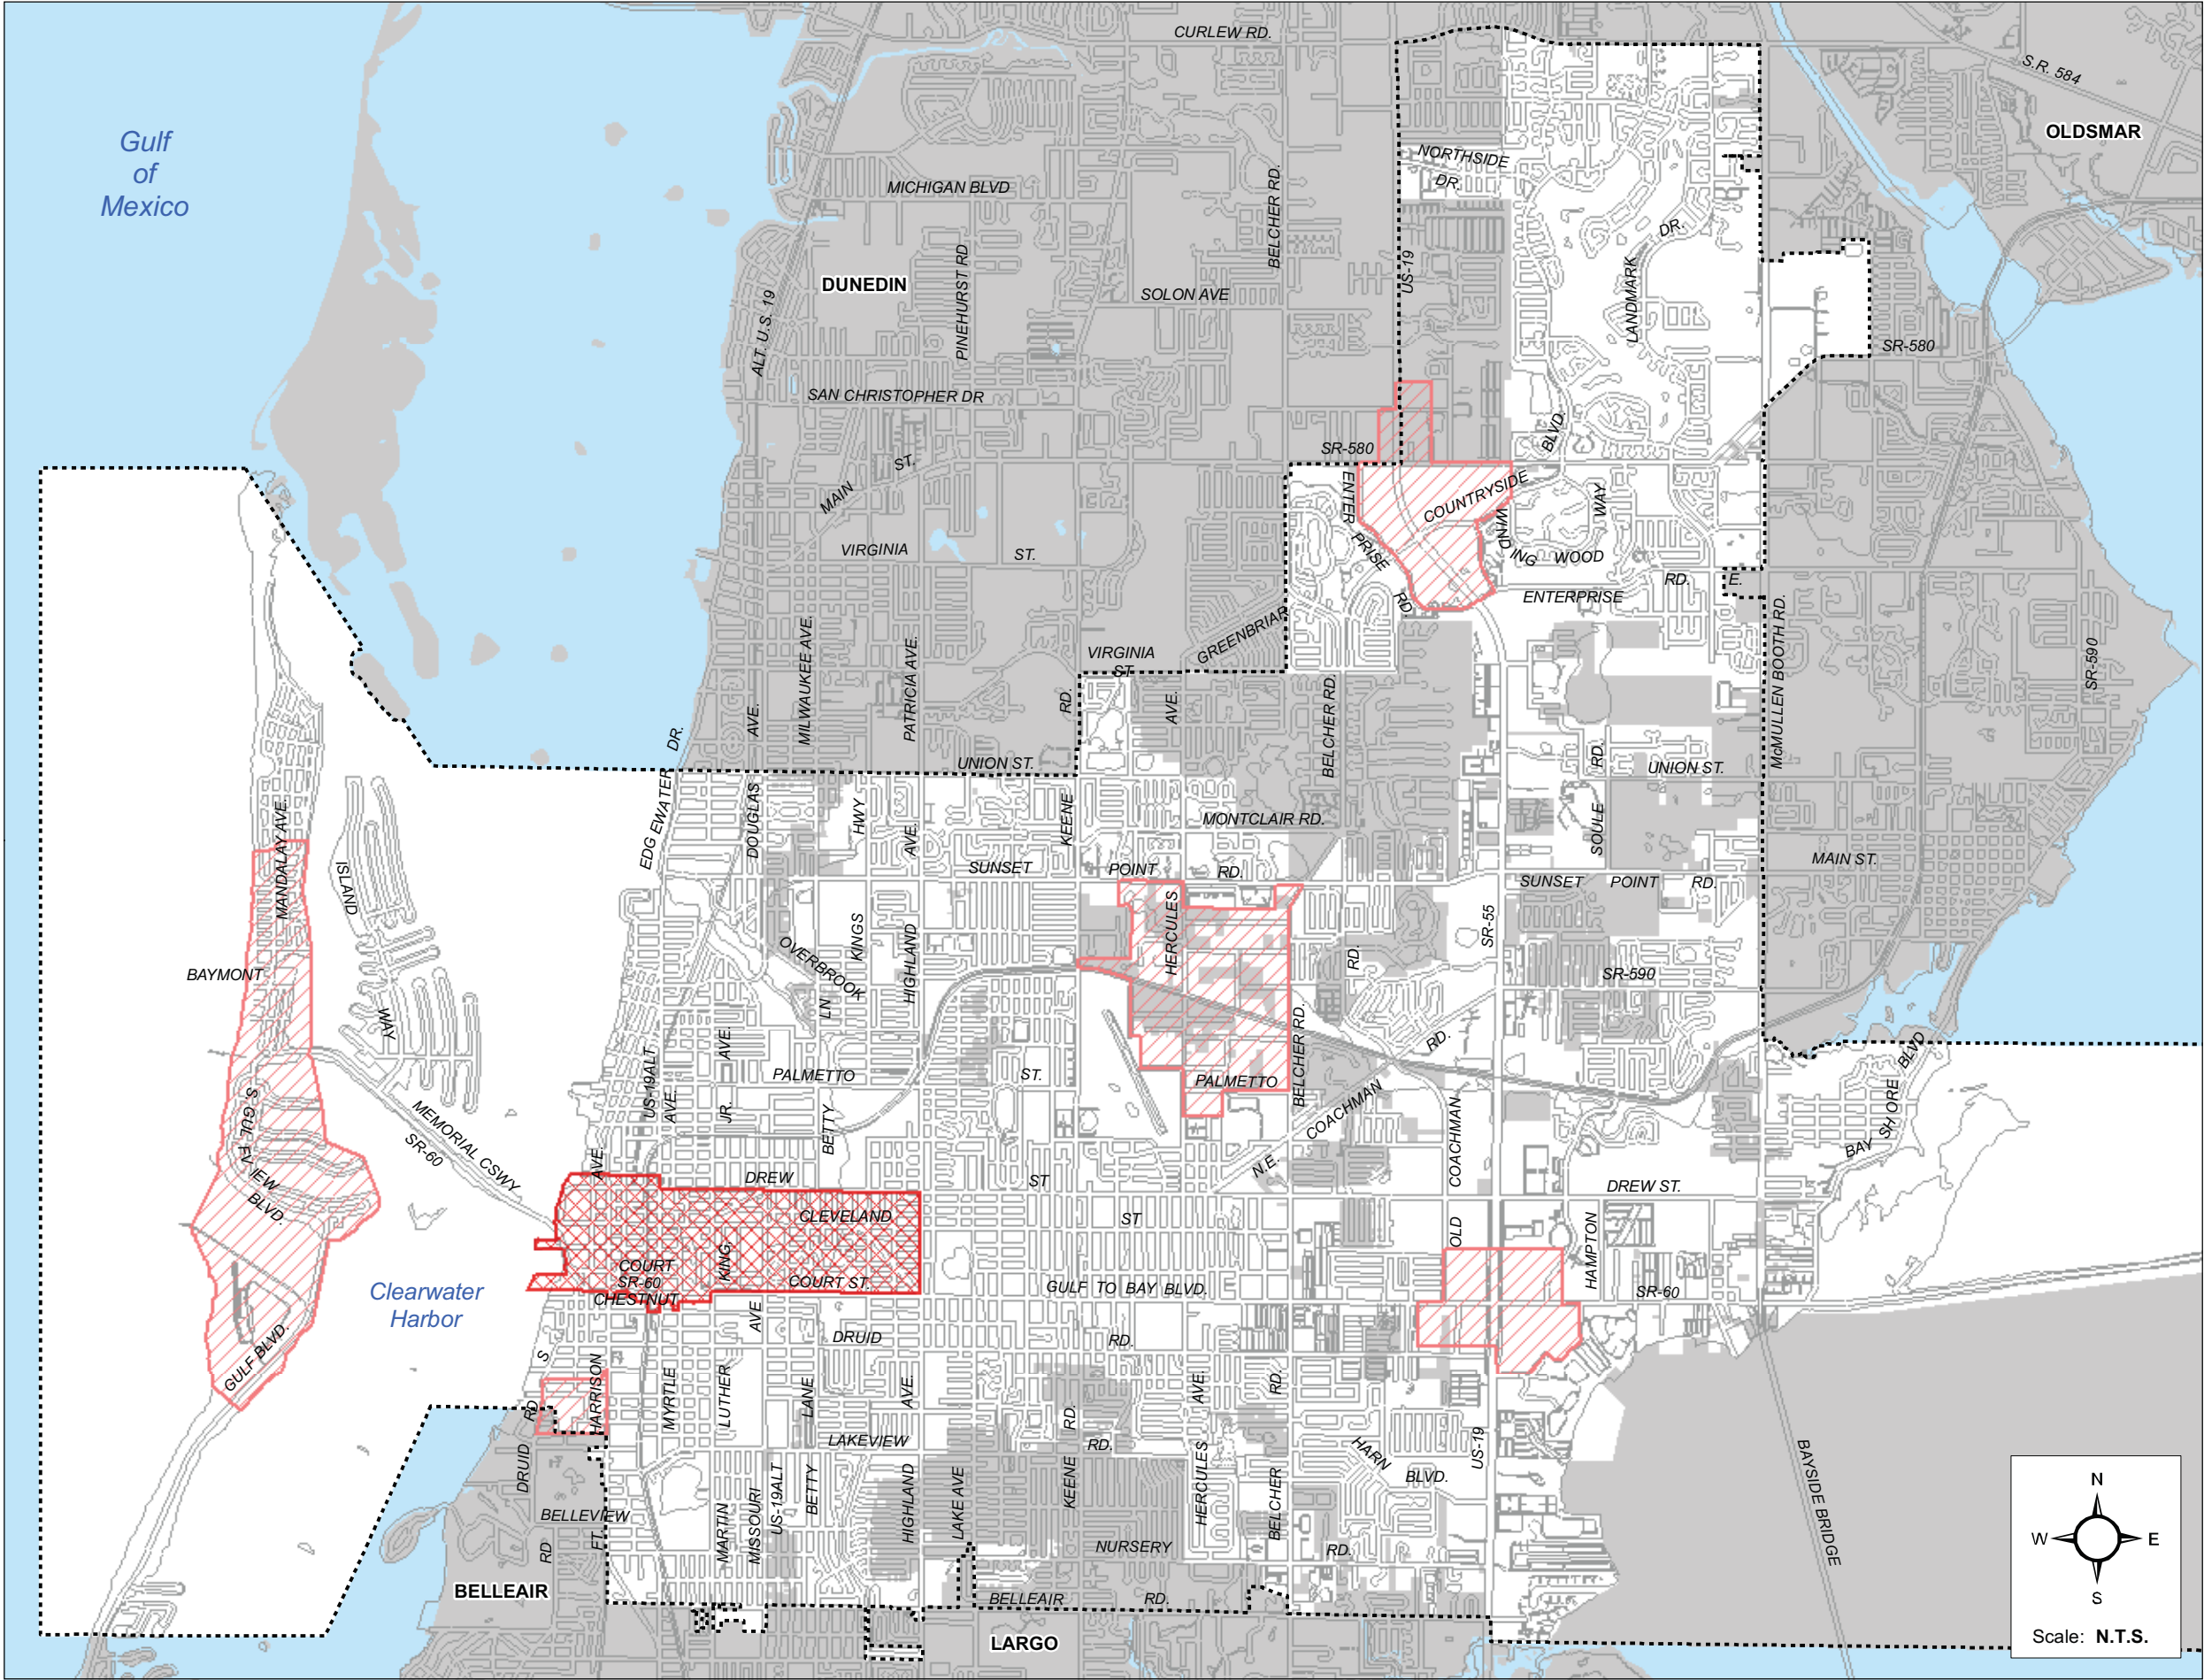 CURLEW RD.
S.R. 584
OLDSMAR
Gulf
of
Mexico
NORTHSIDE
DR.
MICHIGAN BLVD
BELCHER RD.
DR.
PINEHURST RD
US-19
LANDMARK
DUNEDIN
SOLON AVE
ALT. U.S. 19
SR-580
SAN CHRISTOPHER DR
BLVD.
SR-580
MAIN
ST.
ENTER
PRISE
RD.
COUNTRYSIDE
WAY
WIND
ING
WOOD
VIRGINIA
ST.
RD.
E.
ENTERPRISE
McMULLEN BOOTH RD.
SR-590
GREENBRIAR
VIRGINIA
ST.
MILWAUKEE AVE.
PATRICIA AVE.
AVE.
RD.
AVE.
BELCHER RD.
DR.
EDG EWATER
UNION ST.
RD.
UNION ST.
SOULE
MANDALAY AVE.
DOUGLAS
HWY
AVE.
KEENE
MONTCLAIR RD.
ISLAND
SUNSET
POINT
RD.
MAIN ST.
SUNSET
POINT
RD.
HERCULES
SR-55
KINGS
HIGHLAND
OVERBROOK
LN
RD.
BAYMONT
SR-590
WAY
AVE.
BELCHER RD.
RD.
BLVD
US-19ALT
AVE.
PALMETTO
ST.
PALMETTO
JR.
BETTY
COACHMAN
N.E.
COACHMAN
SHORE
BAY
S. GUL FV IEW
BLVD.
MEMORIAL CSWY
SR-60
AVE.
DREW
ST
DREW ST.
CLEVELAND
ST
OLD
HAMPTON
KING,
COURT
SR-60
COURT ST.
CHESTNUT
GULF TO BAY BLVD.
SR-60
Clearwater
Harbor
AVE
DRUID
RD.
GULF BLVD.
S.
RD
HARRISON
MYRTLE
LUTHER
LANE
AVE.
RD.
AVE.
RD.
LAKEVIEW
RD.
HARN
BLVD.
US-19
BAYSIDE BRIDGE
DRUID
RD
BELLEVIEW
FT.
MARTIN
MISSOURI
US-19ALT
BETTY
HIGHLAND
LAKE AVE
KEENE
HERCULES
BELCHER
NURSERY
RD.
BELLEAIR
BELLEAIR
RD.
LARGO
N
W
E
S
Scale: N.T.S.